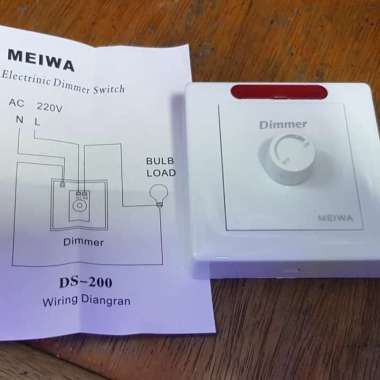 MEIWA
Electrinic Dimmer Switch
AC 220V
N L
BULB
LOAD
Dimmer
DS-200
Wiring Diangran
Dimmer
MEIWA